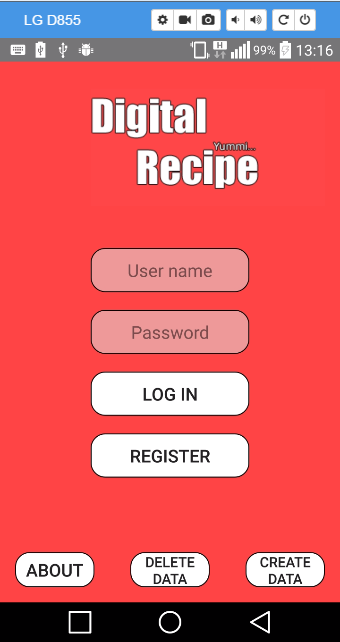 LG D855
H
99%
13:16
Digital
Yummi...
Recipe
User name
Password
LOG IN
REGISTER
ABOUT
DELETE
DATA
CREATE
DATA